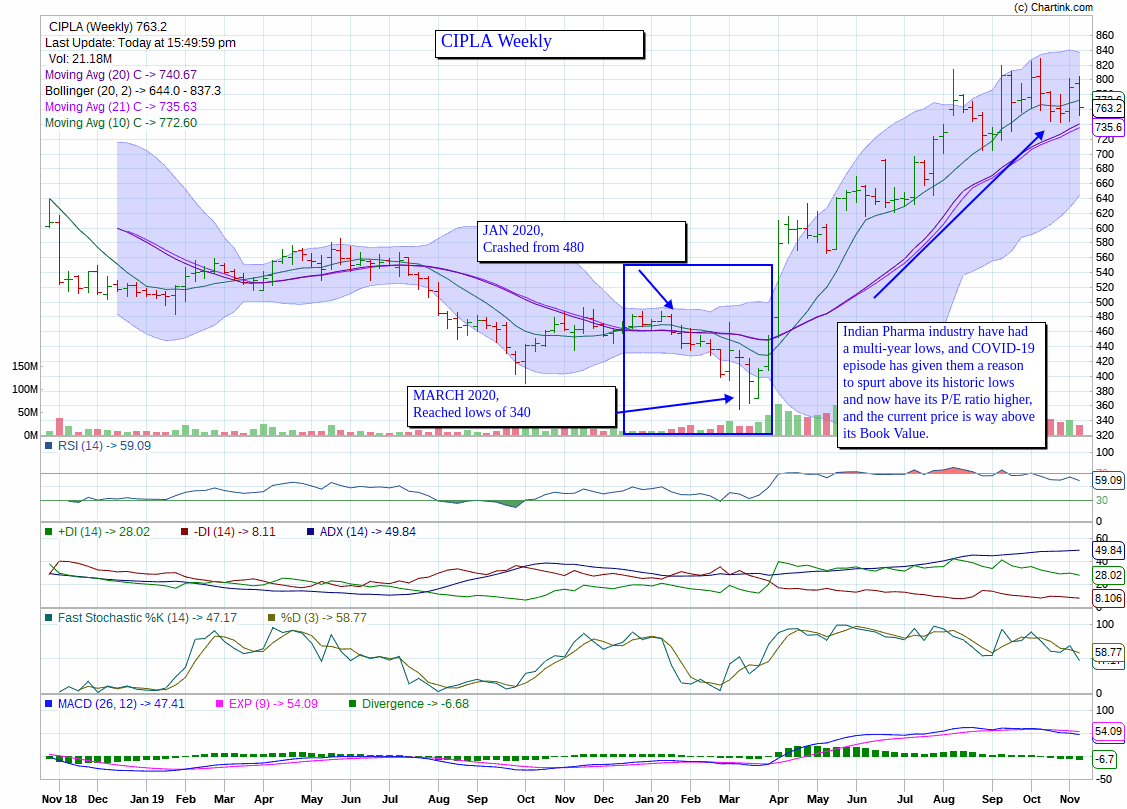 (c) Chartink.com
CIPLA (Weekly) 763.2
Last Update: Today at 15:49:59 pm
Vol: 21.18M
Moving Avg (20) C -> 740.67
Bollinger (20, 2) -> 644.0 - 837.3
Moving Avg (21) C -> 735.63
Moving Avg (10) C -> 772.60
CIPLA Weekly
JAN 2020,
Crashed from 480
MARCH 2020,
Reached lows of 340
Indian Pharma industry have had
a multi-year lows, and COVID-19
episode has given them a reason
to spurt above its historic lows
and now have its P/E ratio higher,
and the current price is way above
its Book Value.
860
840
820
800
763.2
735.6
700
680
660
640
620
600
580
560
540
520
500
480
460
440
420
400
380
360
340
320
150M
100M
50M
0M
RSI (14) -> 59.09
100
59.09
30
0
+DI (14) -> 28.02 -DI (14) -> 8.11 ADX (14) -> 49.84
60
49.84
40
28.02
8.106
0
Fast Stochastic %K (14) -> 47.17 %D (3) -> 58.77
100
58.77
0
MACD (26, 12) -> 47.41 EXP (9) -> 54.09 Divergence -> -6.68
100
54.09
-6.7
-50
Nov 18 Dec Jan 19 Feb Mar Apr May Jun Jul Aug Sep Oct Nov Dec Jan 20 Feb Mar Apr May Jun Jul Aug Sep Oct Nov